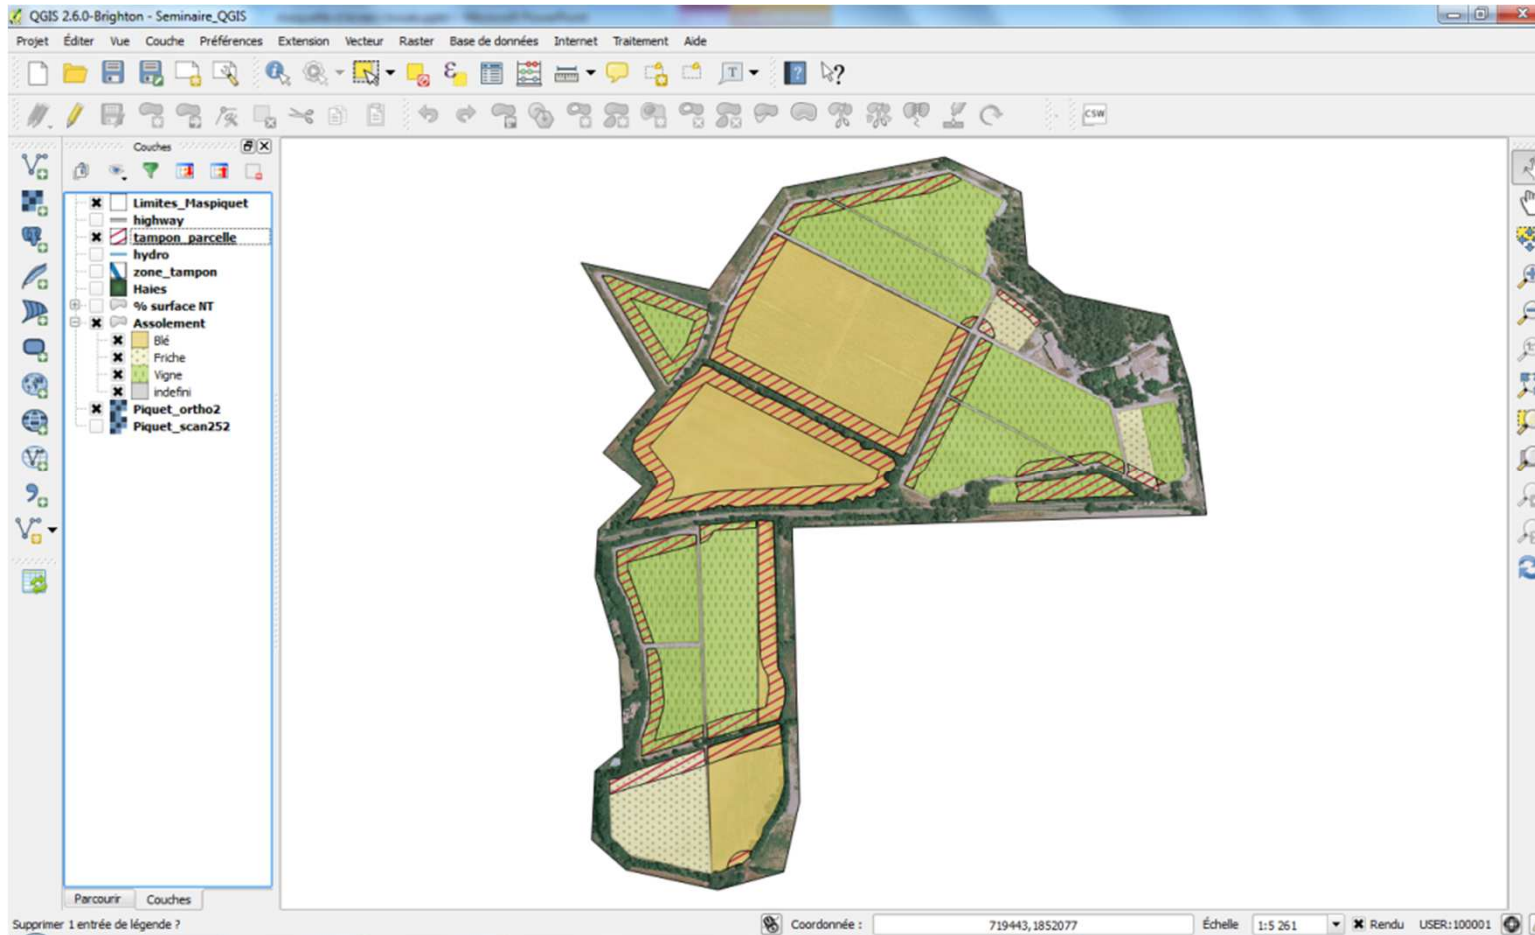 QGIS 2.6.0-Brighton - Seminaire_QGIS
Projet Éditer Vue Couche Préférences Extension Vecteur Raster Base de données Internet Traitement Aide
T ? ?
CSW
Couches
Limites_Maspiquet
highway
tampon_parcelle
hydro
zone_tampon
Haies
% surface NT
Assolement
Blé
Friche
Vigne
indefini
Piquet_ortho2
Piquet_scan252
Parcourir Couches
Supprimer 1 entrée de légende ? Coordonnée : 719443,1852077 Échelle 1:5 261 Rendu USER:100001